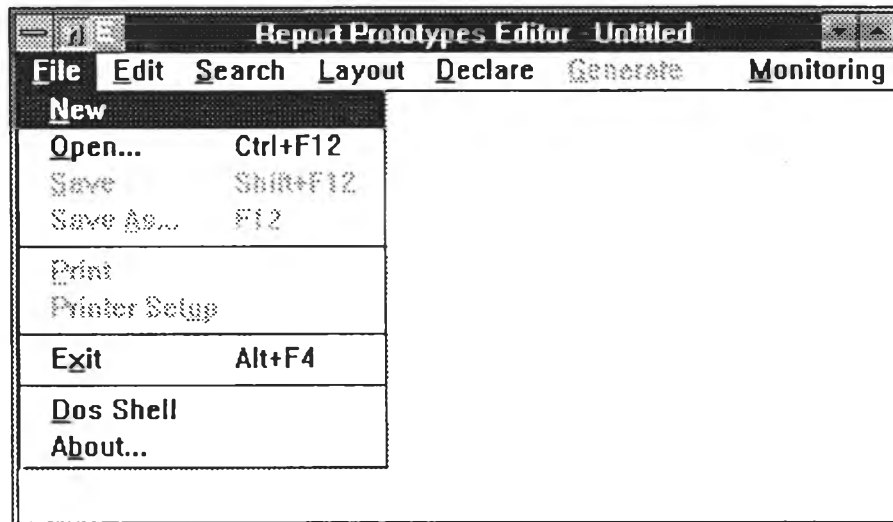 Report Prototypes Editor - Untitled
File Edit Search Layout Declare Generate Monitoring
New
Open... Ctrl+F12
Save Shift+F12
Save As... F12
Print
Printer Setup
Exit Alt+F4
Dos Shell
About...